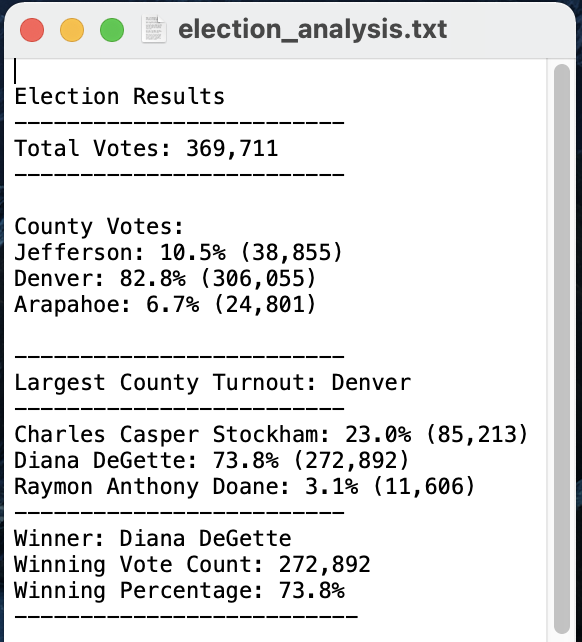 election_analysis.txt
Election Results
-------------------------
Total Votes: 369,711
-------------------------
County Votes:
Jefferson: 10.5% (38,855)
Denver: 82.8% (306,055)
Arapahoe: 6.7% (24,801)
-------------------------
Largest County Turnout: Denver
-------------------------
Charles Casper Stockham: 23.0% (85,213)
Diana DeGette: 73.8% (272,892)
Raymon Anthony Doane: 3.1% (11,606)
-------------------------
Winner: Diana DeGette
Winning Vote Count: 272,892
Winning Percentage: 73.8%
--------------------------